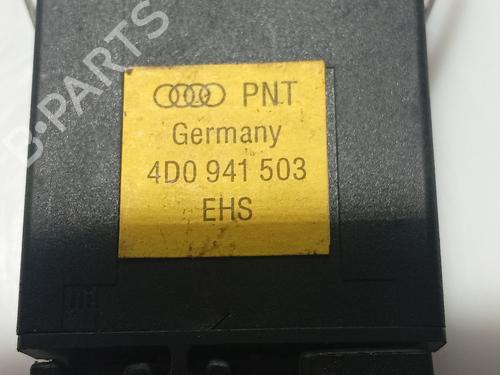 B-PARTS
PNT
Germany
4D0 941 503
EHS